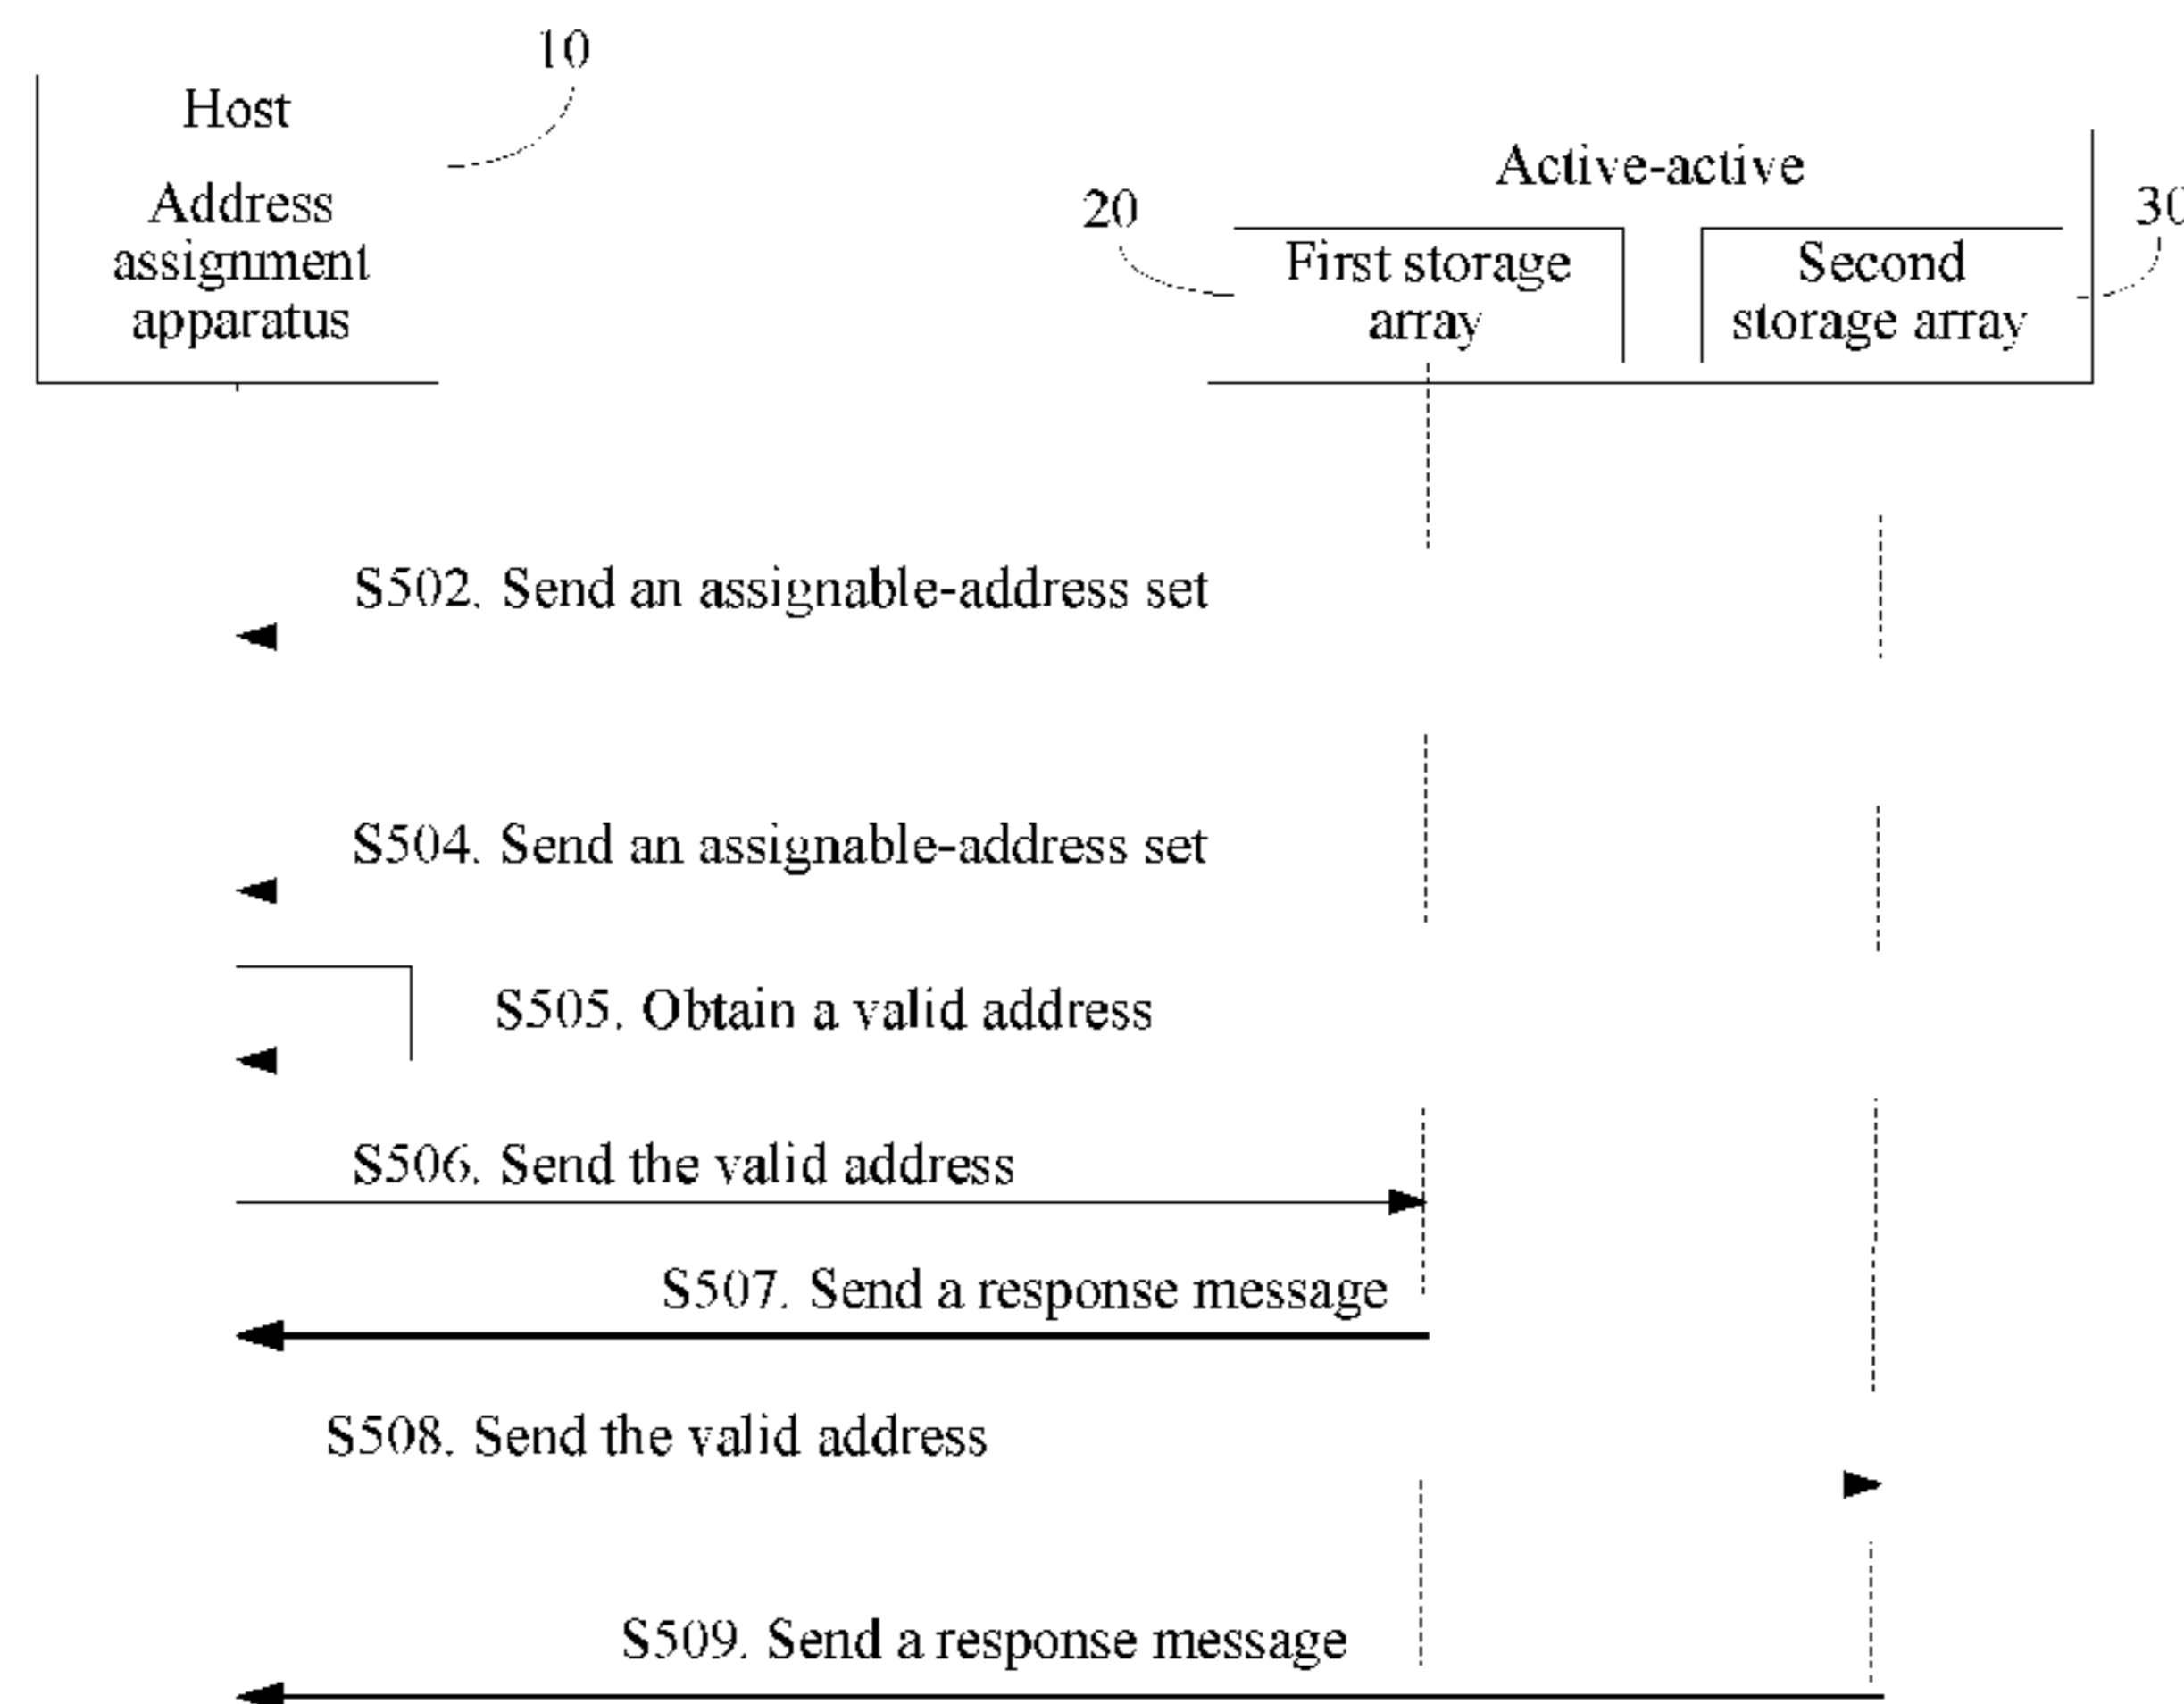 10
Host
Address
assignment
apparatus
Active-active
20
First storage
array
Second
storage array
30
S502. Send an assignable-address set
S504. Send an assignable-address set
S505. Obtain a valid address
S506. Send the valid address
S507. Send a response message
S508. Send the valid address
S509. Send a response message